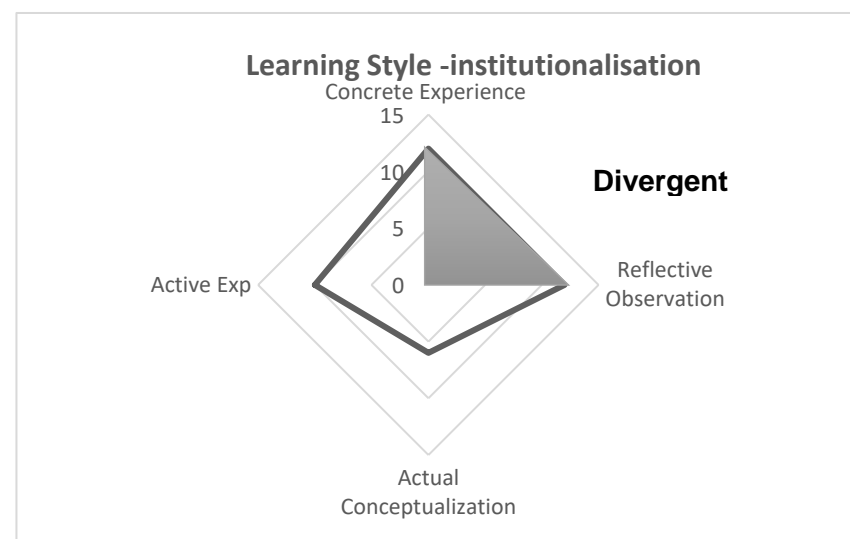 Learning Style -institutionalisation
Concrete Experience
15
10
Divergent
5
Active Exp
0
Reflective
Observation
Actual
Conceptualization